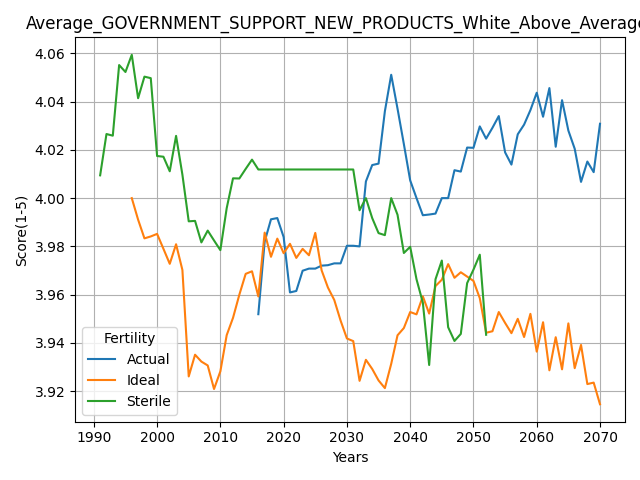 Average_GOVERNMENT_SUPPORT_NEW_PRODUCTS_White_Above_Average
4.06
4.04
4.02
4.00
3.98
3.96
3.94
3.92
Score(1-5)
Fertility
Actual
Ideal
Sterile
1990 2000 2010 2020 2030 2040 2050 2060 2070
Years